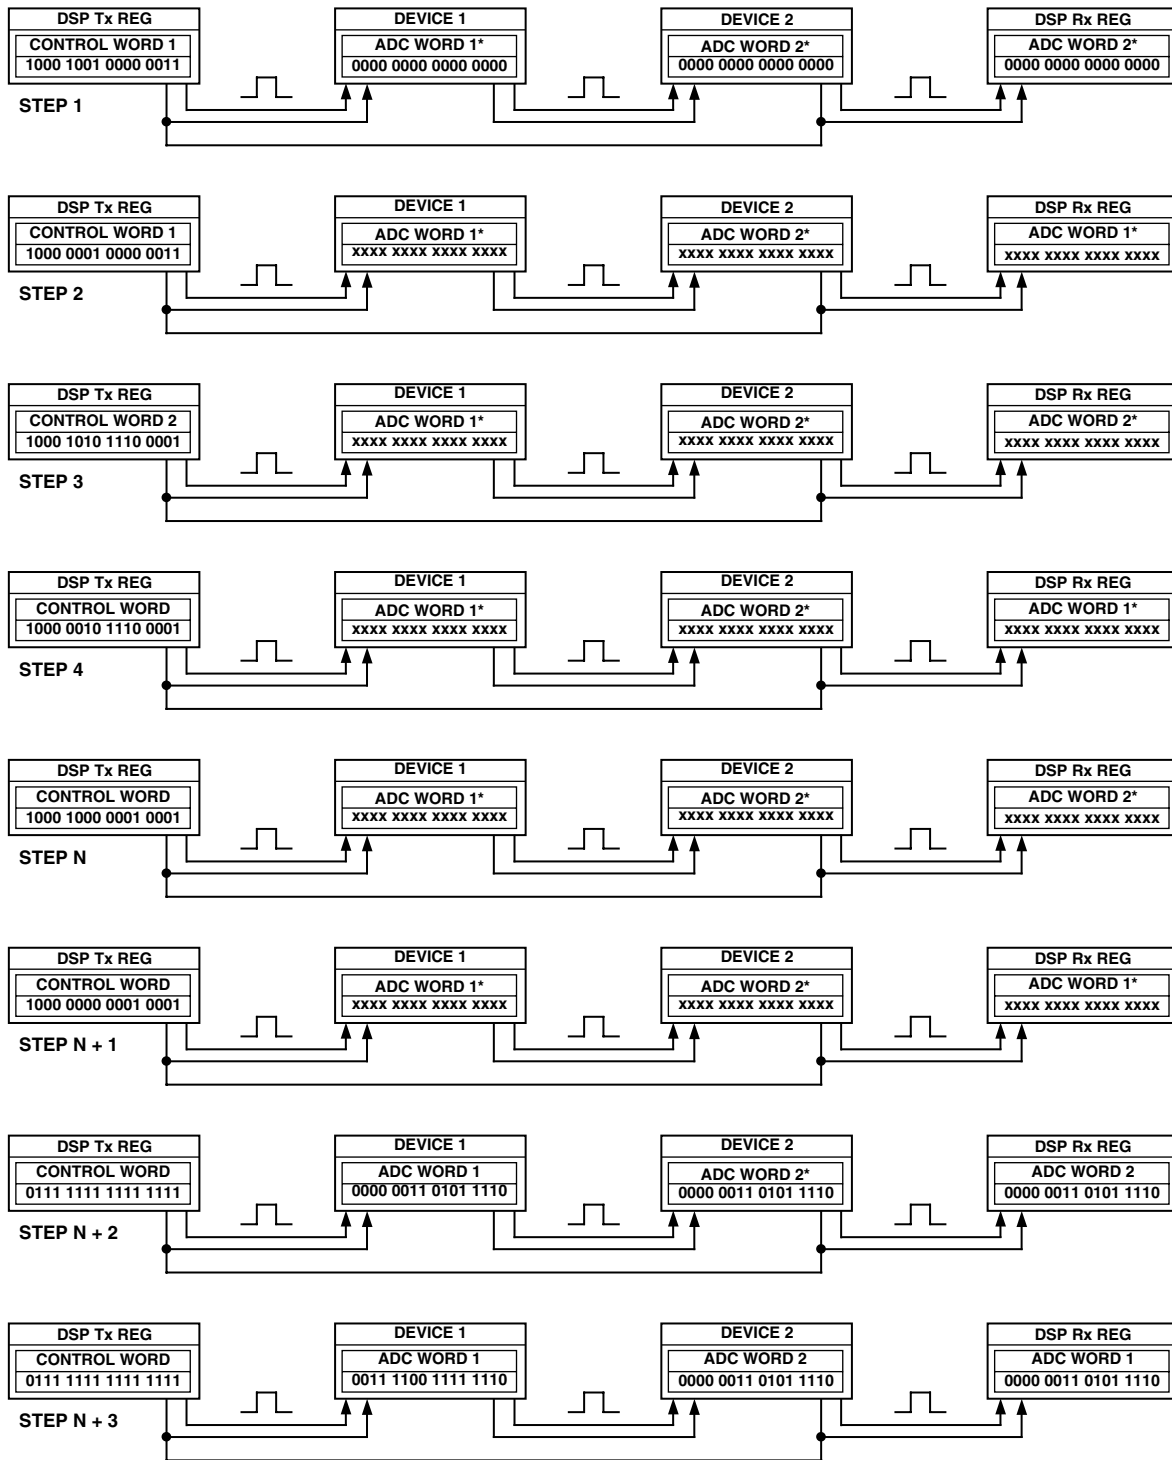 DSP Tx REG
CONTROL WORD 1
1000 1001 0000 0011
DEVICE 1
ADC WORD 1*
0000 0000 0000 0000
DEVICE 2
ADC WORD 2*
0000 0000 0000 0000
DSP Rx REG
ADC WORD 2*
0000 0000 0000 0000
STEP 1
DSP Tx REG
CONTROL WORD 1
1000 0001 0000 0011
DEVICE 1
ADC WORD 1*
xxxx xxxx xxxx xxxx
DEVICE 2
ADC WORD 2*
xxxx xxxx xxxx xxxx
DSP Rx REG
ADC WORD 1*
xxxx xxxx xxxx xxxx
STEP 2
DSP Tx REG
CONTROL WORD 2
1000 1010 1110 0001
DEVICE 1
ADC WORD 1*
xxxx xxxx xxxx xxxx
DEVICE 2
ADC WORD 2*
xxxx xxxx xxxx xxxx
DSP Rx REG
ADC WORD 2*
xxxx xxxx xxxx xxxx
STEP 3
DSP Tx REG
CONTROL WORD
1000 0010 1110 0001
DEVICE 1
ADC WORD 1*
xxxx xxxx xxxx xxxx
DEVICE 2
ADC WORD 2*
xxxx xxxx xxxx xxxx
DSP Rx REG
ADC WORD 1*
xxxx xxxx xxxx xxxx
STEP 4
DSP Tx REG
CONTROL WORD
1000 1000 0001 0001
DEVICE 1
ADC WORD 1*
xxxx xxxx xxxx xxxx
DEVICE 2
ADC WORD 2*
xxxx xxxx xxxx xxxx
DSP Rx REG
ADC WORD 2*
xxxx xxxx xxxx xxxx
STEP N
DSP Tx REG
CONTROL WORD
1000 0000 0001 0001
DEVICE 1
ADC WORD 1*
xxxx xxxx xxxx xxxx
DEVICE 2
ADC WORD 2*
xxxx xxxx xxxx xxxx
DSP Rx REG
ADC WORD 1*
xxxx xxxx xxxx xxxx
STEP N + 1
DSP Tx REG
CONTROL WORD
0111 1111 1111 1111
DEVICE 1
ADC WORD 1
0000 0011 0101 1110
DEVICE 2
ADC WORD 2*
0000 0011 0101 1110
DSP Rx REG
ADC WORD 2
0000 0011 0101 1110
STEP N + 2
DSP Tx REG
CONTROL WORD
0111 1111 1111 1111
DEVICE 1
ADC WORD 1
0011 1100 1111 1110
DEVICE 2
ADC WORD 2
0000 0011 0101 1110
DSP Rx REG
ADC WORD 1
0000 0011 0101 1110
STEP N + 3